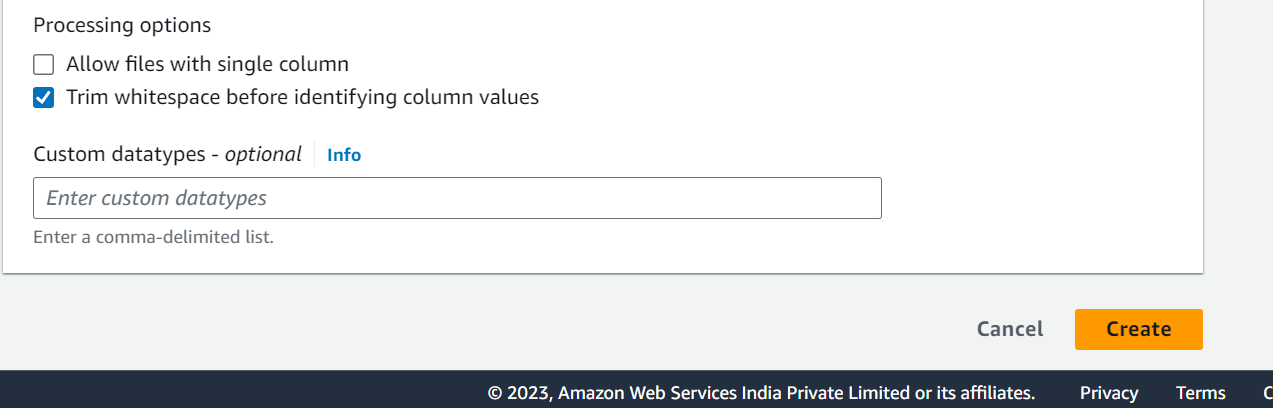 Processing options
Allow files with single column
Trim whitespace before identifying column values
Custom datatypes - optional Info
Enter custom datatypes
Enter a comma-delimited list.
Cancel Create
© 2023, Amazon Web Services India Private Limited or its affiliates. Privacy Terms